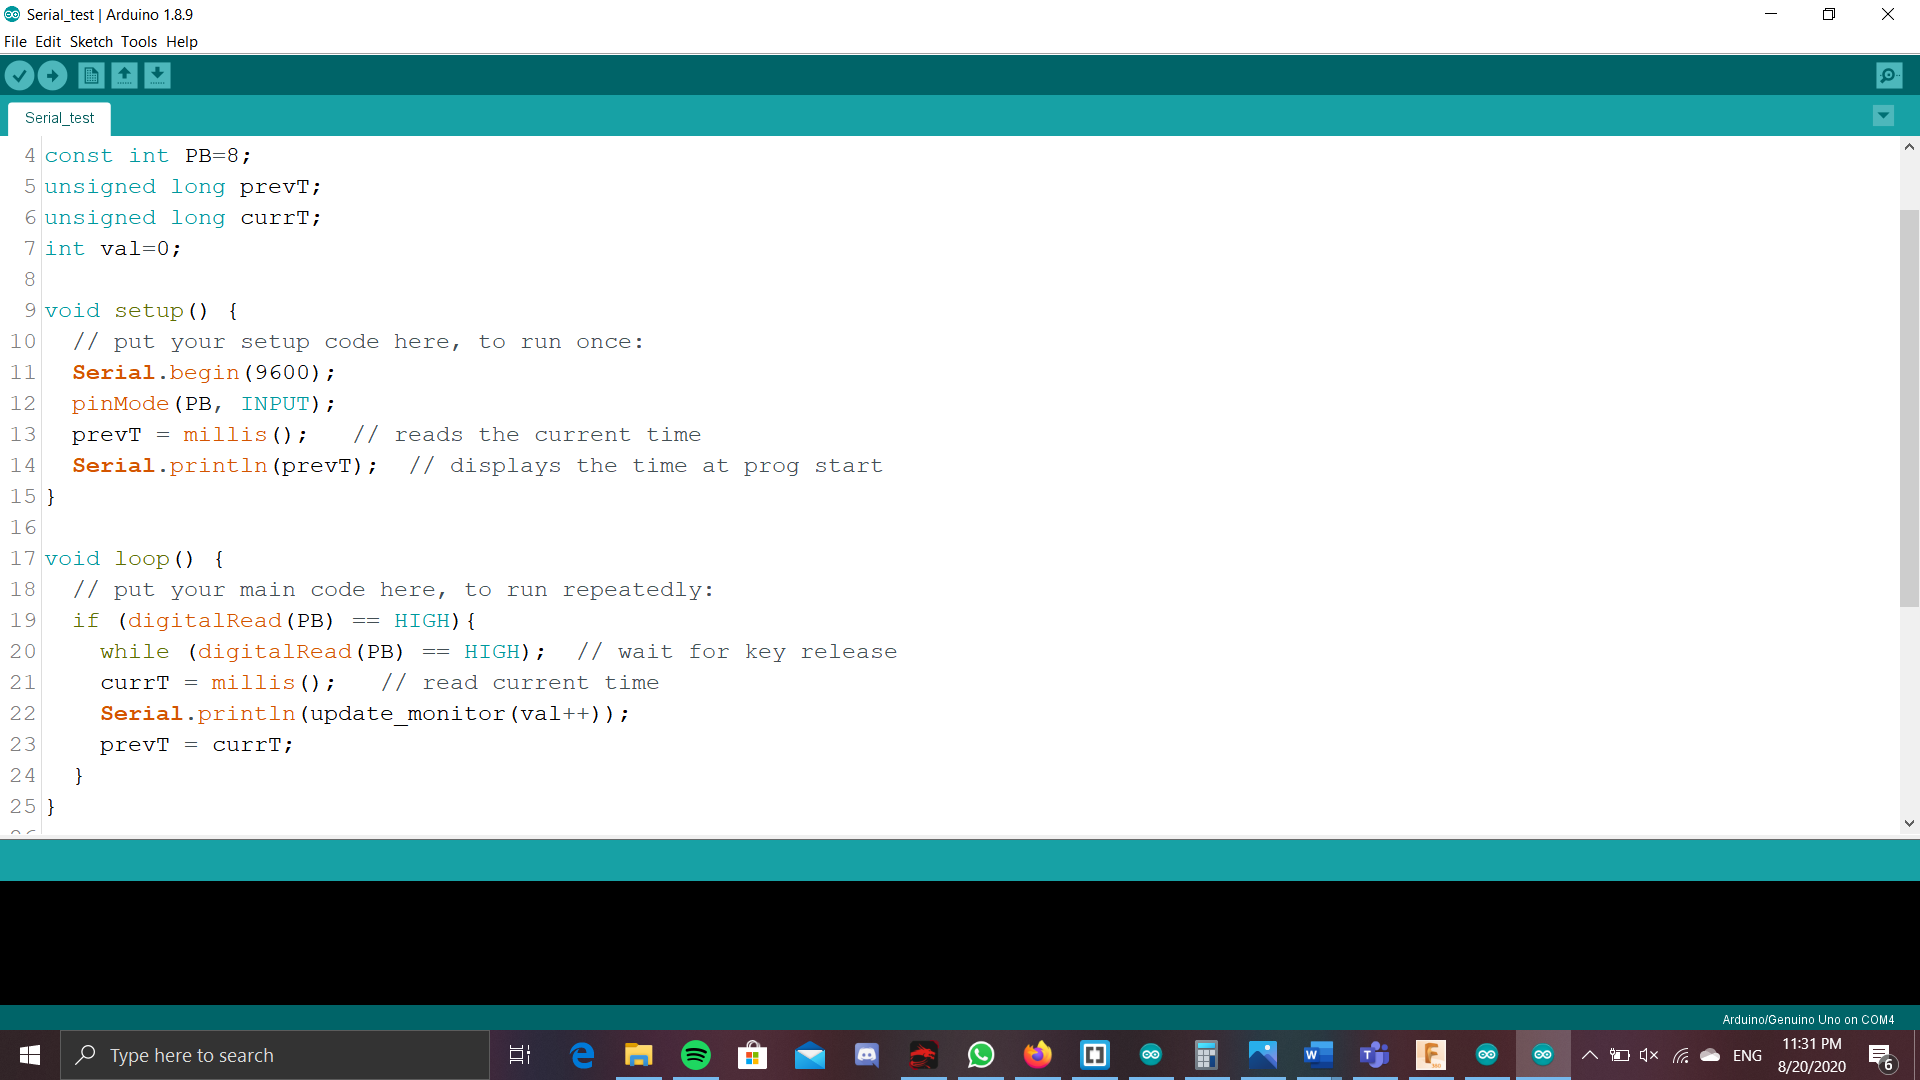 Serial_test | Arduino 1.8.9
File Edit Sketch Tools Help
Serial_test
4 const int PB=8;
5 unsigned long prevT;
6 unsigned long currT;
7 int val=0;
8
9 void setup() {
10 // put your setup code here, to run once:
11 Serial.begin(9600);
12 pinMode(PB, INPUT);
13 prevT = millis(); // reads the current time
14 Serial.println(prevT); // displays the time at prog start
15 }
16
17 void loop() {
18 // put your main code here, to run repeatedly:
19 if (digitalRead(PB) == HIGH){
20 while (digitalRead(PB) == HIGH); // wait for key release
21 currT = millis(); // read current time
22 Serial.println(update_monitor(val++));
23 prevT = currT;
24 }
25 }
Arduino/Genuino Uno on COM4
Type here to search
ENG
11:31 PM
8/20/2020
6